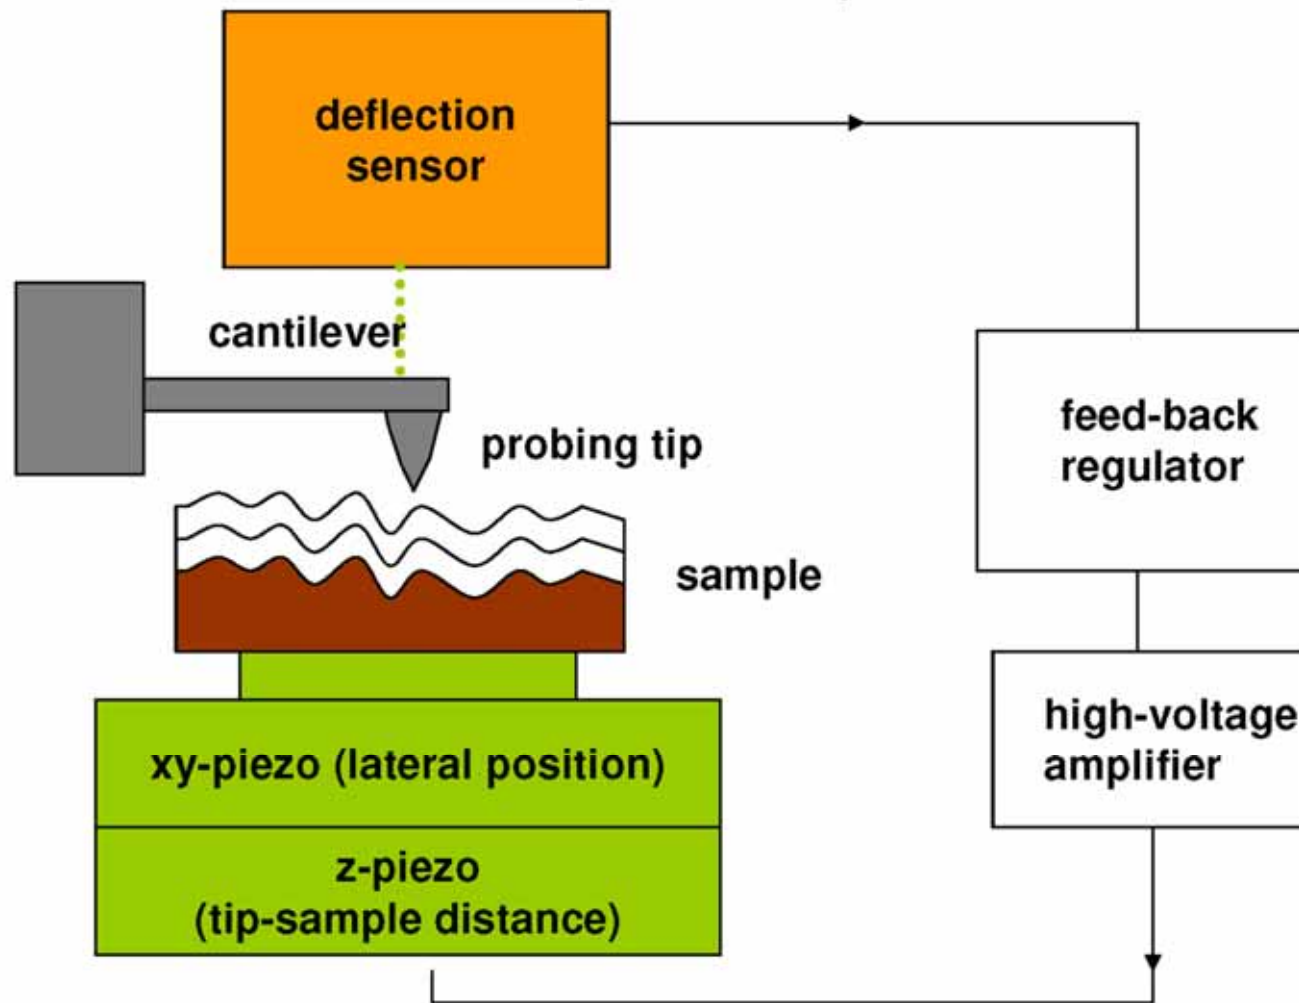 deflection
sensor
cantilever
probing tip
feed-back
regulator
sample
high-voltage
amplifier
xy-piezo (lateral position)
z-piezo
(tip-sample distance)